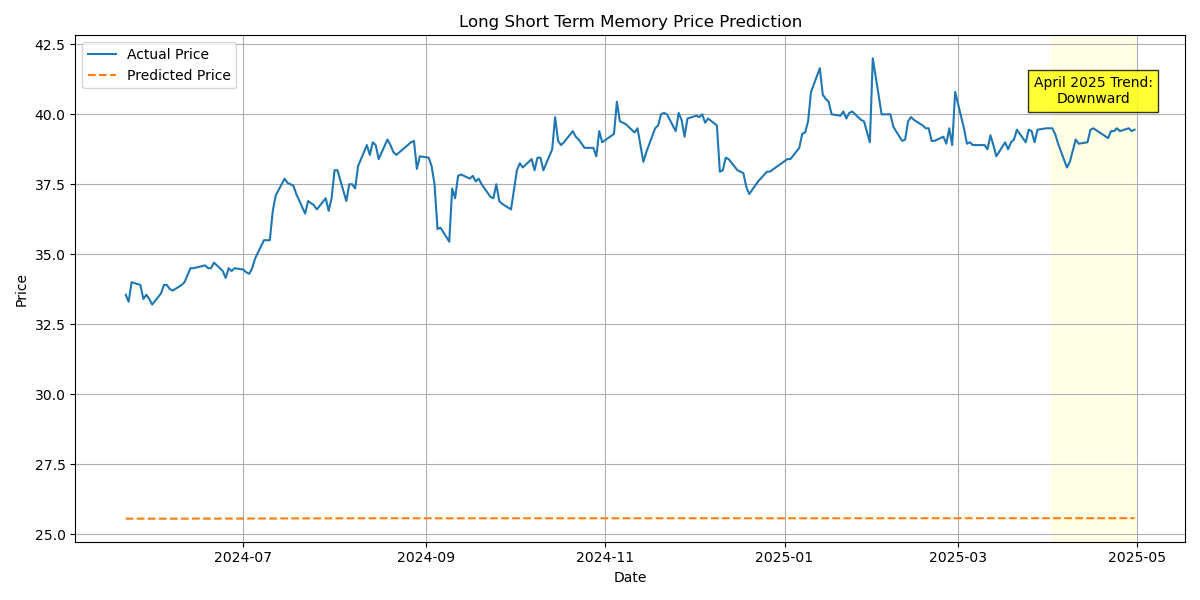 Long Short Term Memory Price Prediction
Actual Price
Predicted Price
April 2025 Trend:
Downward
42.5
40.0
37.5
35.0
32.5
30.0
27.5
25.0
Price
2024-07
2024-09
2024-11
2025-01
2025-03
2025-05
Date